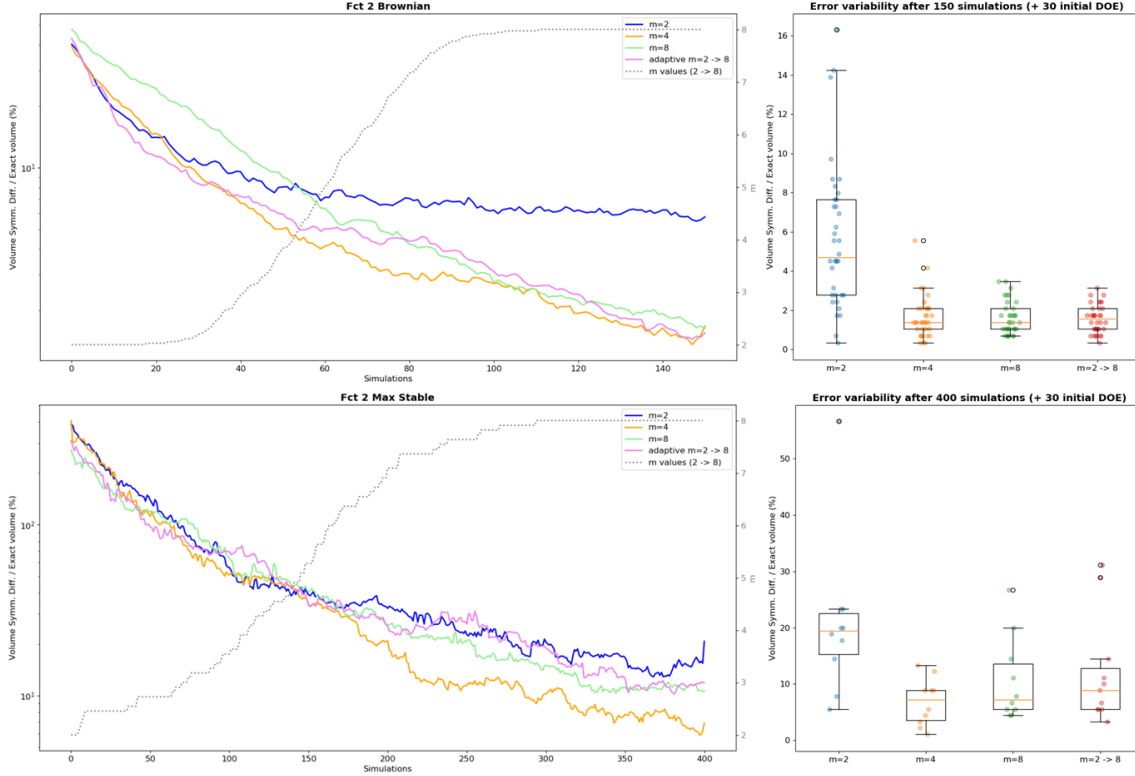 Fct 2 Brownian
Volume Symm. Diff. / Exact volume (%)
10¹
m=2
m=4
m=8
adaptive m=2 -> 8
m values (2 -> 8)
8
7
6
5
4
3
2
m
0 20 40 60 80 100 120 140
Simulations
Error variability after 150 simulations (+ 30 initial DOE)
Volume Symm. Diff. / Exact volume (%)
16
14
12
10
8
6
4
2
0
m=2 m=4 m=8 m=2 -> 8
Fct 2 Max Stable
Volume Symm. Diff. / Exact volume (%)
10²
10¹
m=2
m=4
m=8
adaptive m=2 -> 8
m values (2 -> 8)
8
7
6
5
4
3
2
m
0 50 100 150 200 250 300 350 400
Simulations
Error variability after 400 simulations (+ 30 initial DOE)
Volume Symm. Diff. / Exact volume (%)
50
40
30
20
10
0
m=2 m=4 m=8 m=2 -> 8